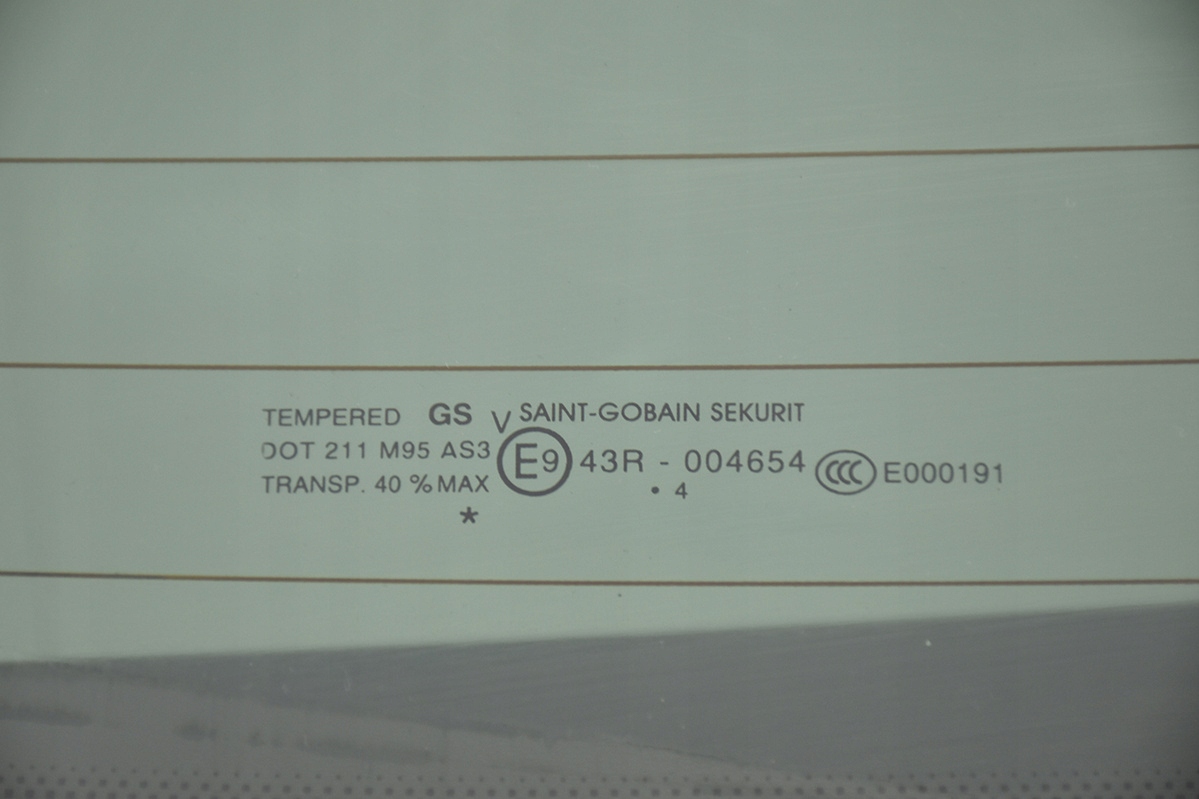 TEMPERED GS V SAINT-GOBAIN SEKURIT
DOT 211 M95 AS3 E9 43R - 004654 CCC E000191
TRANSP. 40 % MAX • 4
*